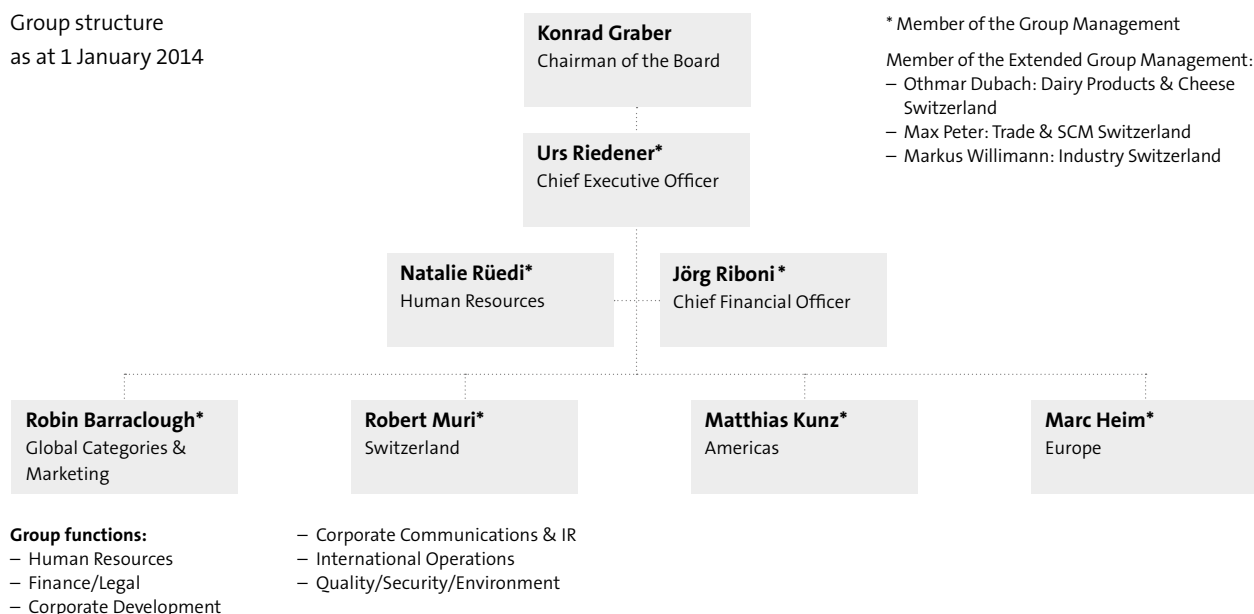 Group structure
as at 1 January 2014
Konrad Graber
Chairman of the Board
* Member of the Group Management
Member of the Extended Group Management:
– Othmar Dubach: Dairy Products & Cheese
Switzerland
– Max Peter: Trade & SCM Switzerland
– Markus Willimann: Industry Switzerland
Urs Riedener*
Chief Executive Officer
Natalie Rüedi*
Human Resources
Jörg Riboni*
Chief Financial Officer
Robin Barraclough*
Global Categories &
Marketing
Robert Muri*
Switzerland
Matthias Kunz*
Americas
Marc Heim*
Europe
Group functions:
– Human Resources
– Finance/Legal
– Corporate Development
– Corporate Communications & IR
– International Operations
– Quality/Security/Environment